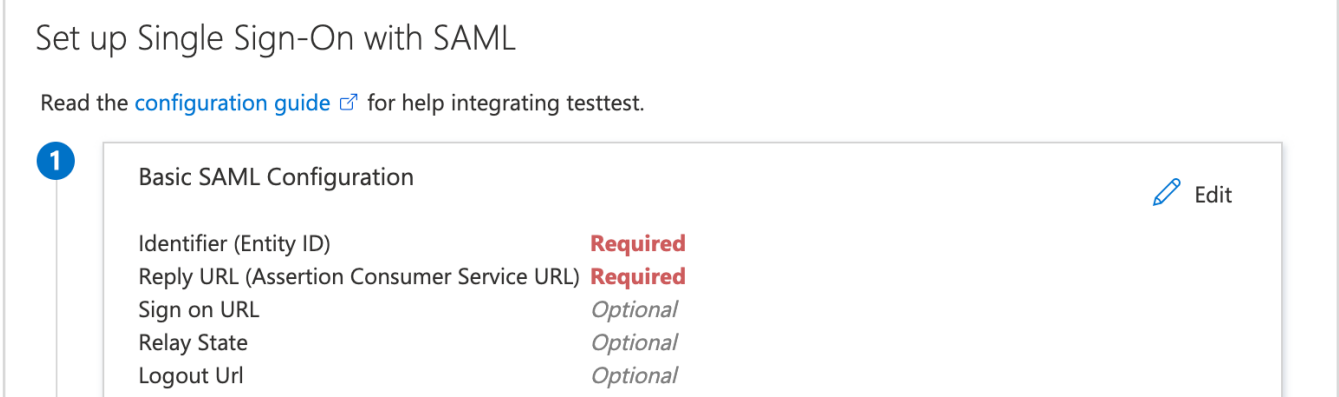 Set up Single Sign-On with SAML
Read the configuration guide for help integrating testtest.
1
Basic SAML Configuration
Edit
Identifier (Entity ID) Required
Reply URL (Assertion Consumer Service URL) Required
Sign on URL Optional
Relay State Optional
Logout Url Optional